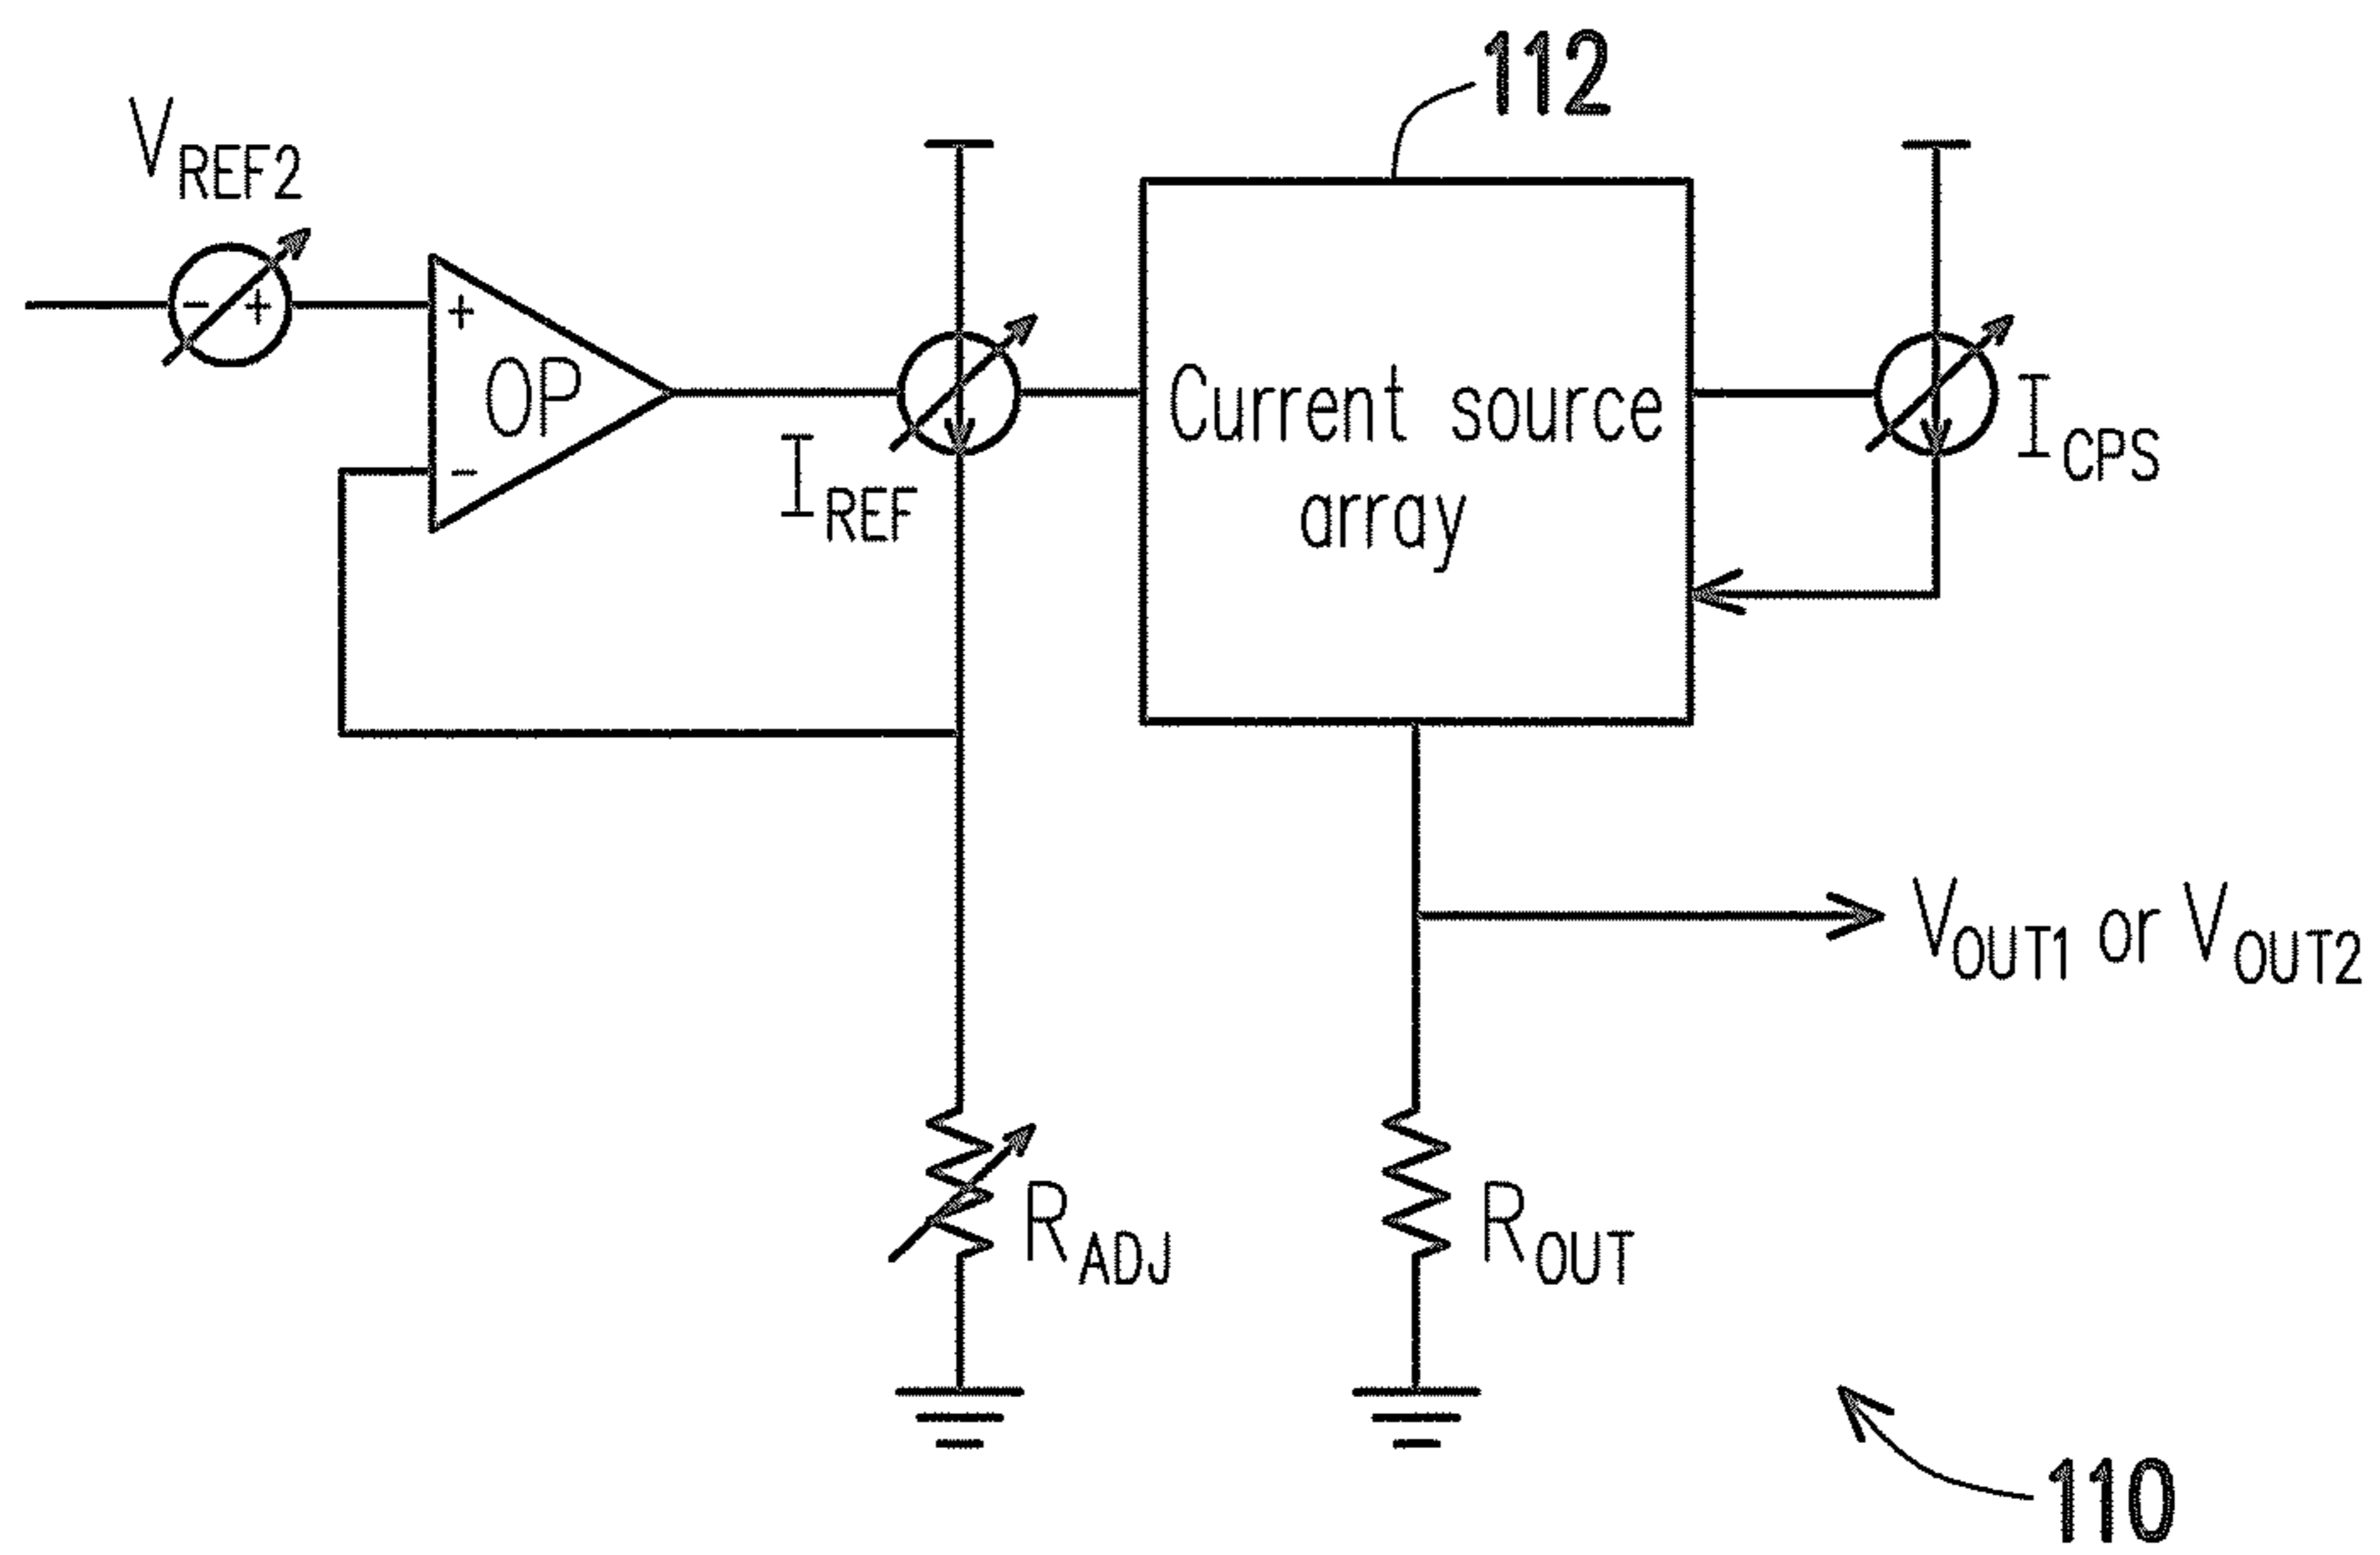 112
VREF2
+
- +
OP
-
IREF
Current source
array
ICPS
VOUT1 or VOUT2
RADJ
ROUT
110